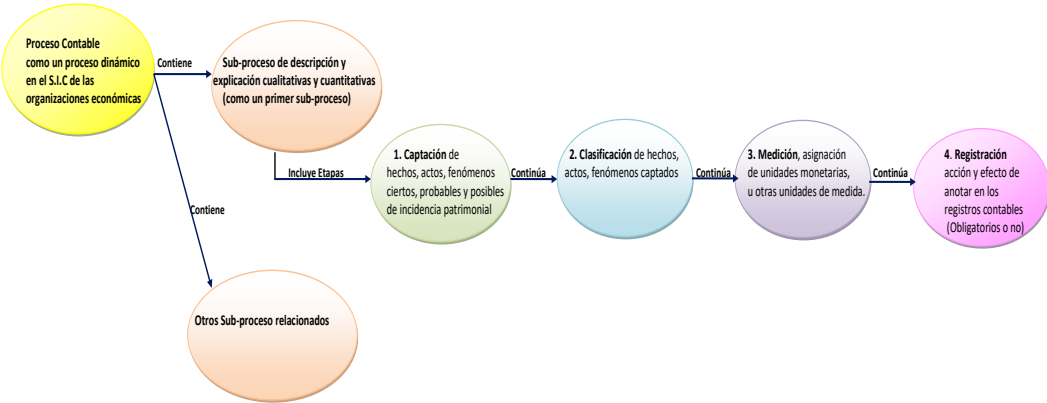 Proceso Contable
como un proceso dinámico
en el S.I.C de las
organizaciones económicas
Contiene
Sub-proceso de descripción y
explicación cualitativas y cuantitativas
(como un primer sub-proceso)
Incluye Etapas
1. Captación de
hechos, actos, fenómenos
ciertos, probables y posibles
de incidencia patrimonial
Continúa
2. Clasificación de hechos,
actos, fenómenos captados
Continúa
3. Medición, asignación
de unidades monetarias,
u otras unidades de medida.
Continúa
4. Registración
acción y efecto de
anotar en los
registros contables
(Obligatorios o no)
Contiene
Otros Sub-proceso relacionados